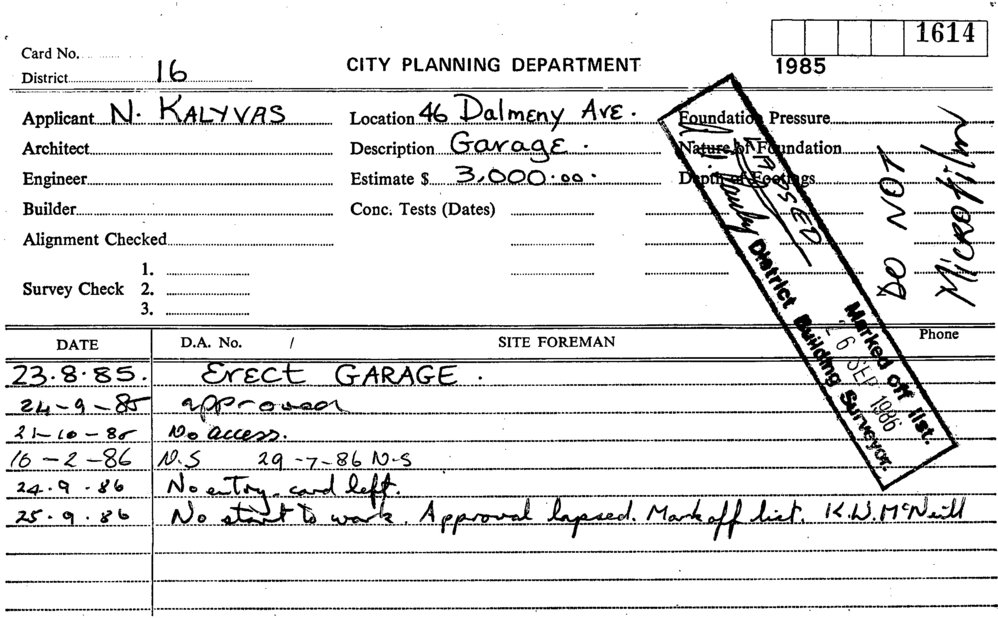 1614
Card No.
District 16
CITY PLANNING DEPARTMENT
1985
Applicant N. KALYVAS
Location 46 Dalmeny AVE.
Foundation Pressure
Architect
Description GaragE.
Nature of Foundation
Engineer
Estimate $ 3,000.00.
Depth of Footings
Builder
Conc. Tests (Dates)
Alignment Checked
Survey Check
1.
2.
3.
LAPSED
District Building Surveyor.
Marked off list.
6 SEP 1986
DO NOT
Microfilm
DATE D.A. No. / SITE FOREMAN Phone
23.8.85. ErEcT GARAGE.
24-9-85 approved
21-10-85 No access.
16-2-86 N.S 29-7-86 N-S
24.9.86 No entry. card left.
25.9.86 No start to work. Approval lapsed. Mark off list. K.W.McNeill